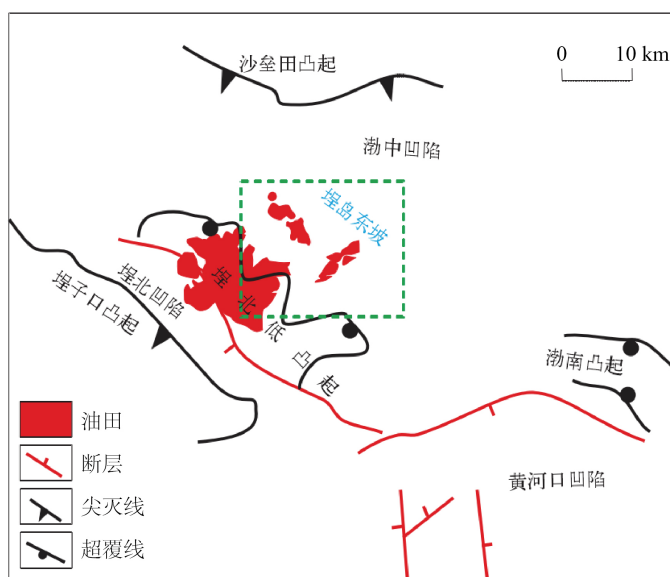 沙垒田凸起
0 10 km
渤中凹陷
埕岛东坡
埕北凹陷
埕子口凸起
埕北低凸起
渤南凸起
黄河口凹陷
油田
断层
尖灭线
超覆线